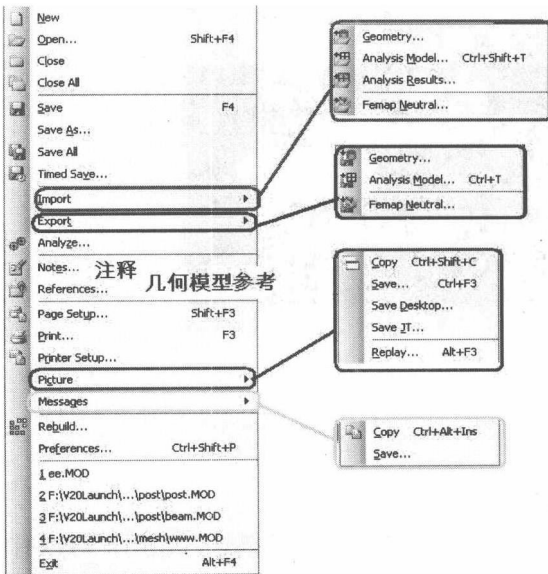 New
Open... Shift+F4
Close
Close All
Save F4
Save As...
Save All
Timed Save...
Import
Export
Analyze...
Notes... 注释
References... 几何模型参考
Page Setup... Shift+F3
Print... F3
Printer Setup...
Picture
Messages
Rebuild...
Preferences... Ctrl+Shift+P
1 ee.MOD
2 F:\V20Launch\...\post\post.MOD
3 F:\V20Launch\...\post\beam.MOD
4 F:\V20Launch\...\mesh\www.MOD
Exit Alt+F4
Geometry...
Analysis Model... Ctrl+Shift+T
Analysis Results...
Femap Neutral...
Geometry...
Analysis Model... Ctrl+T
Femap Neutral...
Copy Ctrl+Shift+C
Save... Ctrl+F3
Save Desktop...
Save JT...
Replay... Alt+F3
Copy Ctrl+Alt+Ins
Save...